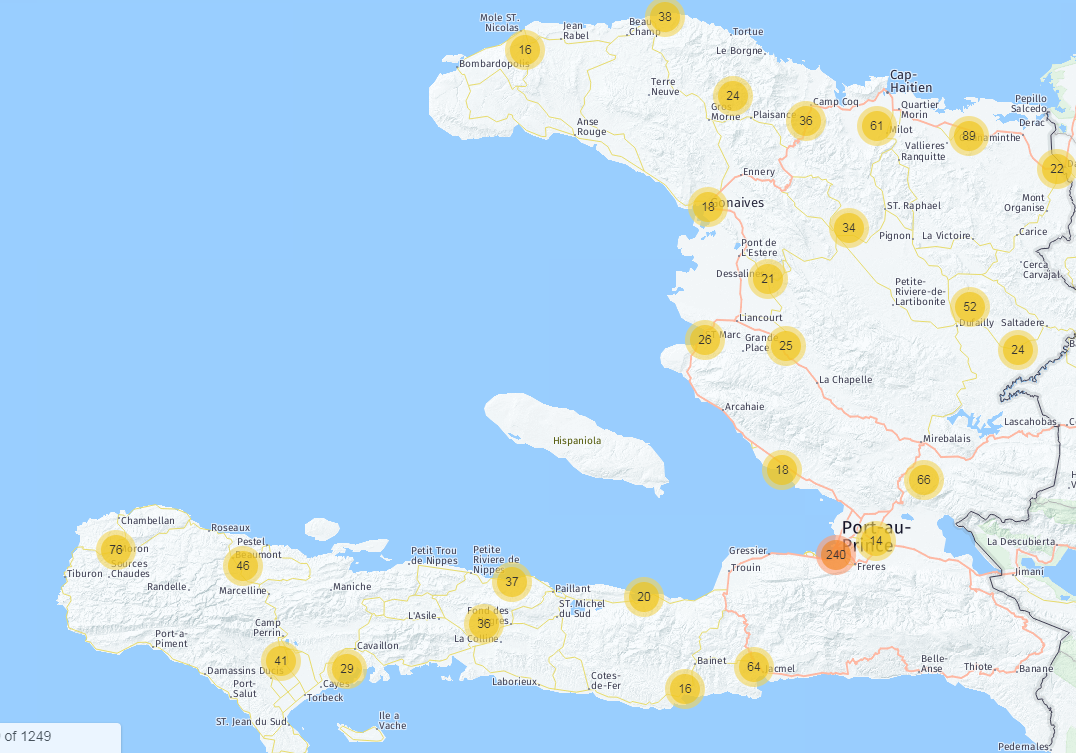 38
Mole ST.
Nicolas
Jean
Rabel
Beau
Champ
Tortue
Le Borgne
16
Bombardopolis
Terre
Neuve
24
Gros
Morne
Plaisance
Camp Coq
36
Cap-
Haitien
Quartier
Morin
61
Milot
Vallieres
Ranquitte
Pepillo
Salcedo
Derac
89
22
Anse
Rouge
Ennery
18
Gonaives
ST. Raphael
Mont
Organise
34
Pignon
La Victoire
Carice
Pont de
L'Estere
Dessalines
21
Cerca
Carvajal
Petite-
Riviere-de-
Lartibonite
52
Dufailly
Saltadere
24
Liancourt
26
Marc
Grande
Place
25
La Chapelle
Arcahaie
Hispaniola
Lascahobas
Mirebalais
18
66
Port-au-
Prince
14
240
Freres
Gressier
Trouin
La Descubierta
Jimani
Chambellan
76
Sources
Chaudes
Tiburon
Roseaux
Pestel
Beaumont
46
Marcelline
Randelle
Maniche
Petit Trou
de Nippes
Petite
Riviere de
Nippes
37
Paillant
ST. Michel
du Sud
20
L'Asile
Fond des
36
La Colline
Port-a-
Piment
Camp
Perrin
41
Cavaillon
29
Cayes
Torbeck
Damassins
Port-
Salut
ST. Jean du Sud
Ile a
Vache
Laborieux
Cotes-
de-Fer
Bainet
16
64
Jacmel
Belle-
Anse
Thiote
Banane
Pedernales
of 1249